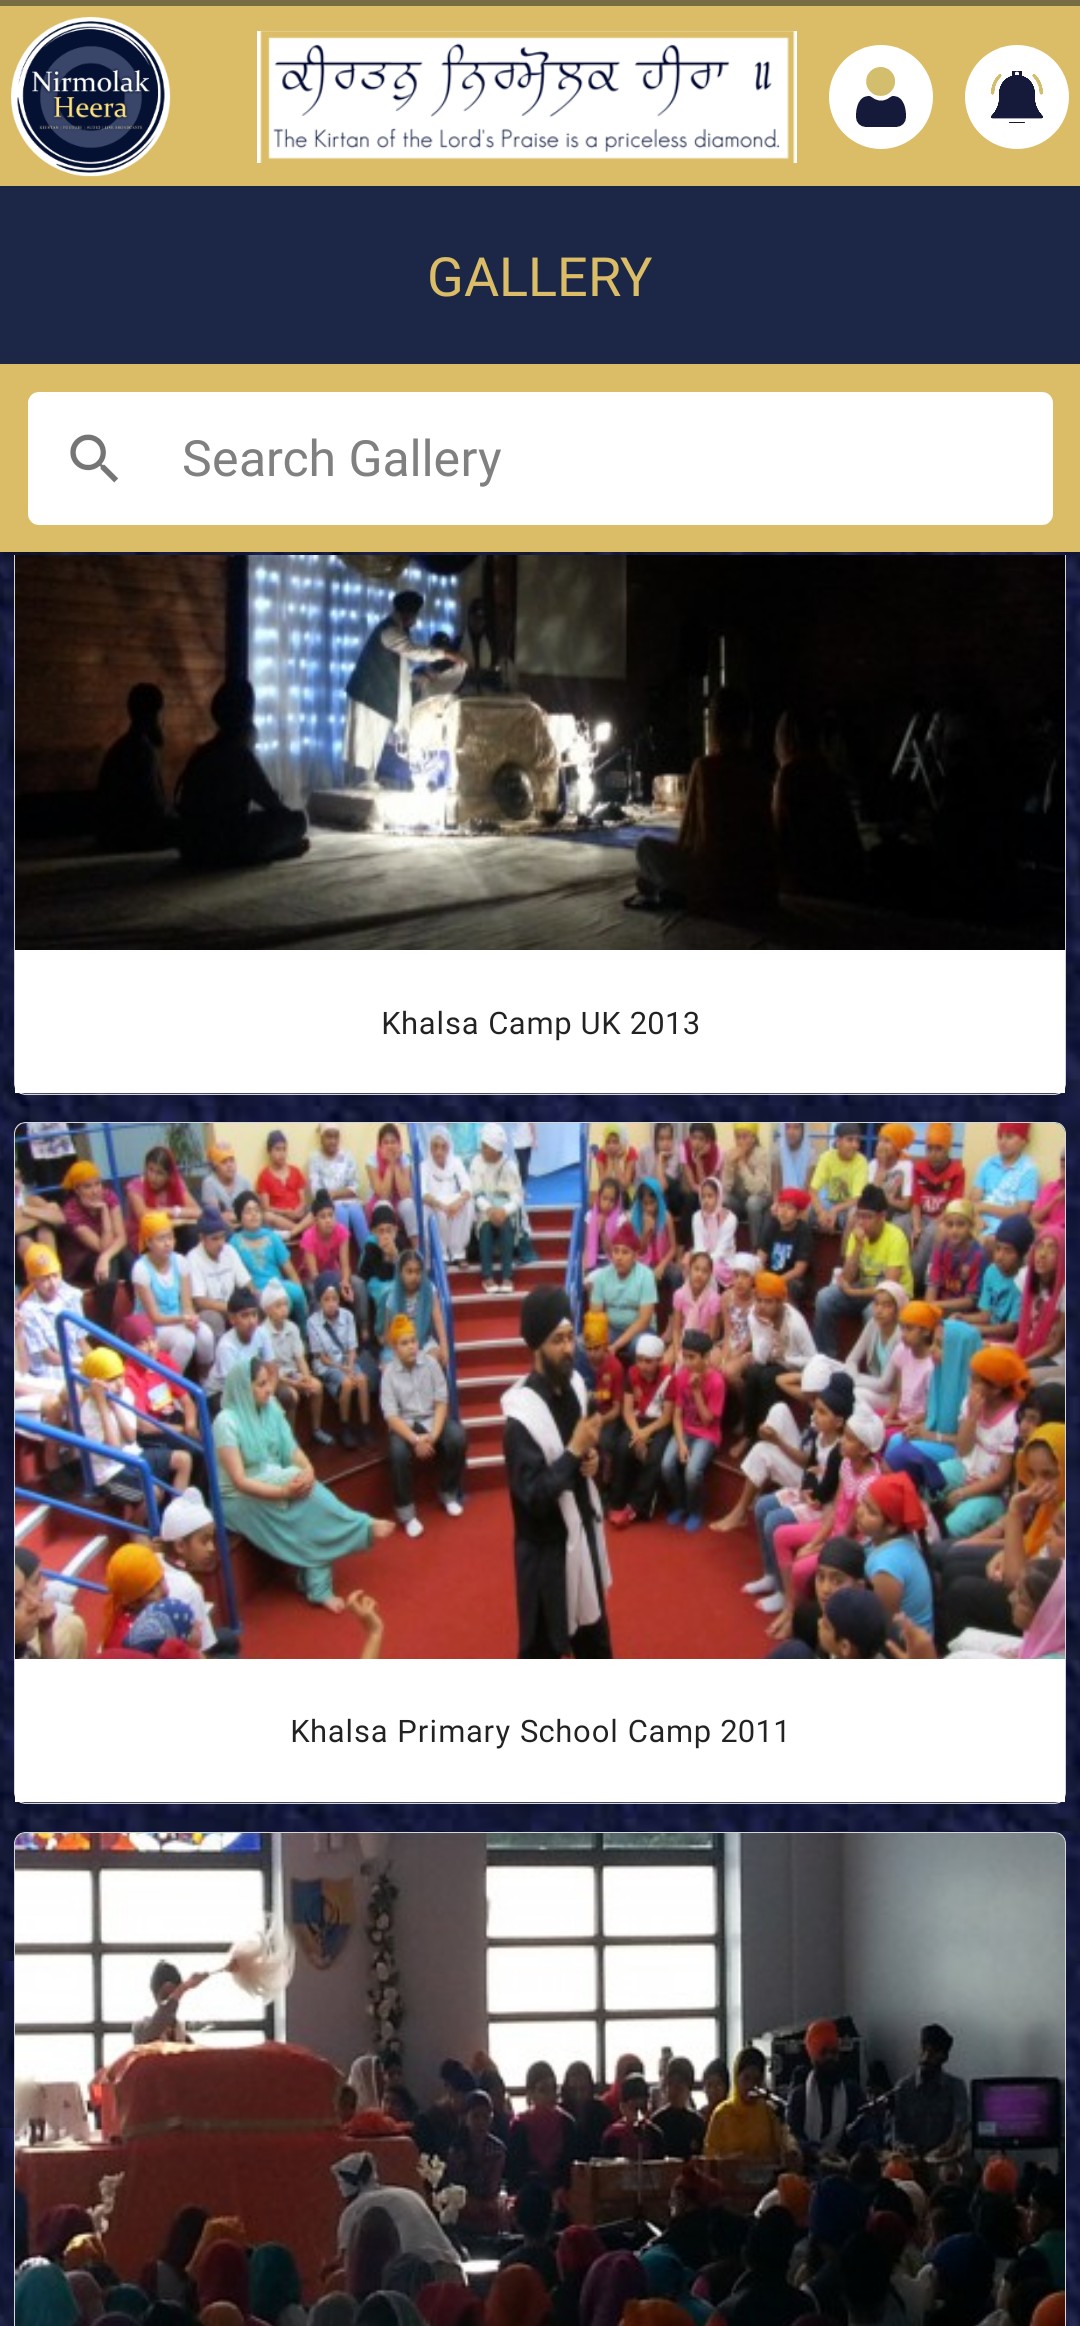 Nirmolak
Heera
ਕੀਰਤਨੁ ਨਿਰਮੋਲਕ ਹੀਰਾ ॥
The Kirtan of the Lord's Praise is a priceless diamond.
GALLERY
Search Gallery
Khalsa Camp UK 2013
Khalsa Primary School Camp 2011